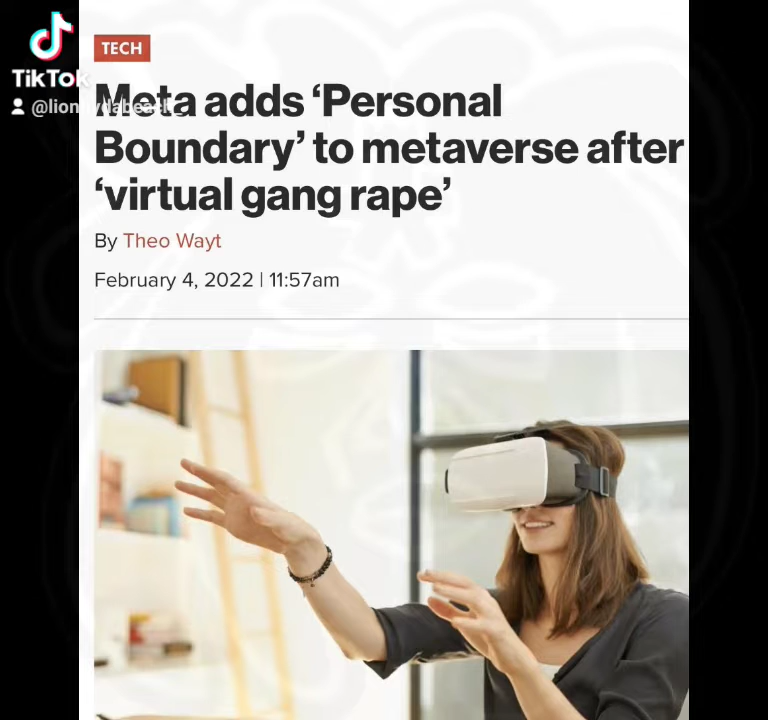 TECH
TikTok
Meta adds ‘Personal
@lionnydabeach_
Boundary’ to metaverse after
‘virtual gang rape’
By Theo Wayt
February 4, 2022 | 11:57am